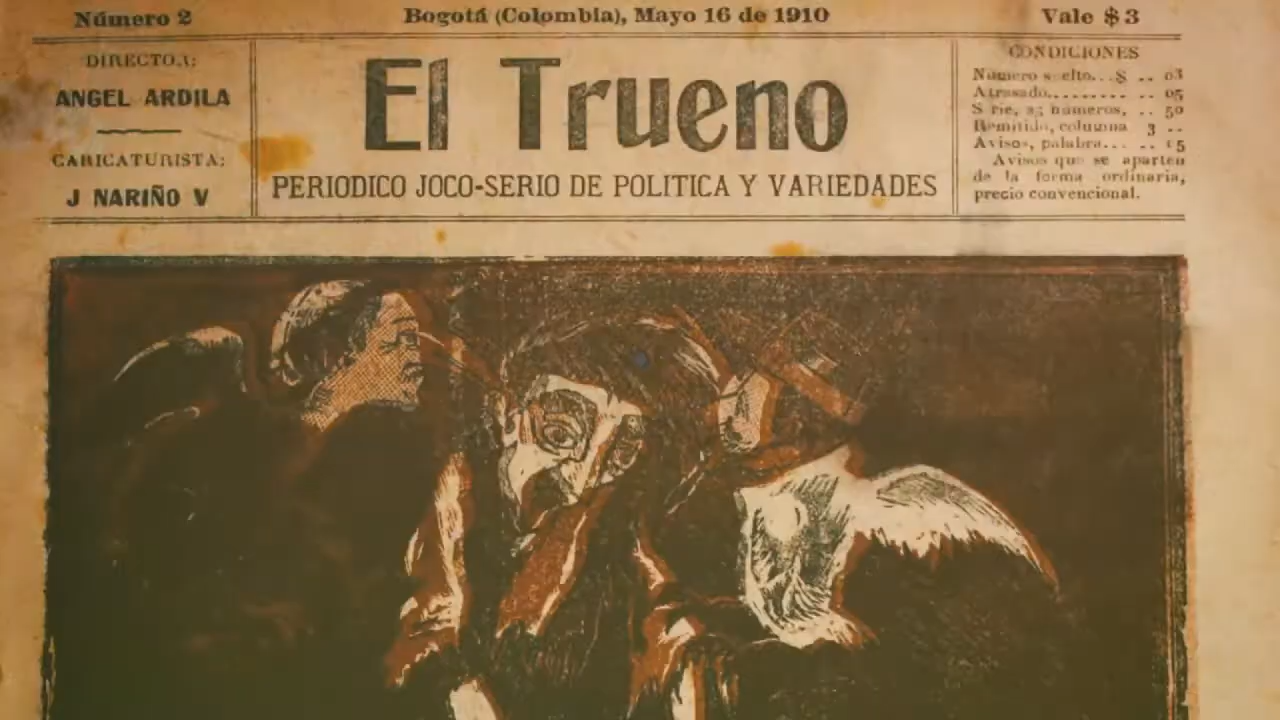 Número 2
Bogotá (Colombia), Mayo 16 de 1910
Vale $ 3
DIRECTOR:
ANGEL ARDILA
CARICATURISTA:
J NARIÑO V
El Trueno
PERIODICO JOCO-SERIO DE POLITICA Y VARIEDADES
CONDICIONES
Número suelto... $ .. 03
Atrasado........ .. 05
Serie, 25 números, .. 50
Remitido, columna 3 ..
Avisos, palabra... .. 
Avisos que se aparten
de la forma ordinaria,
precio convencional.